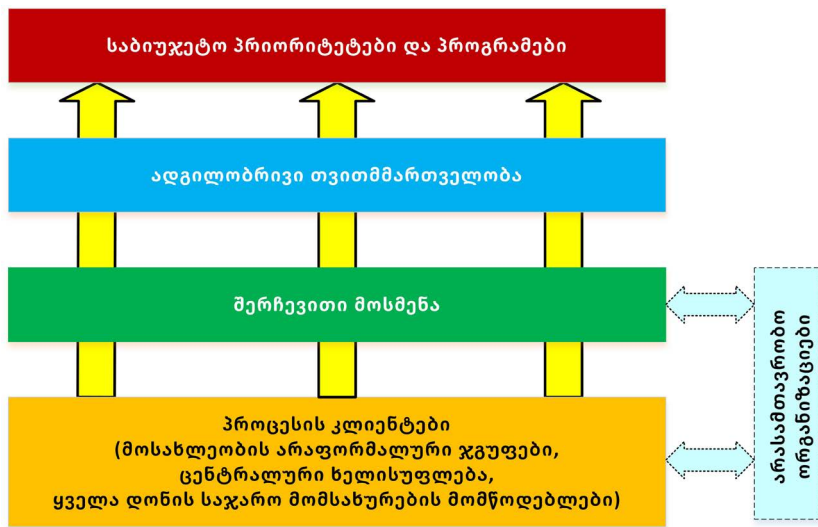 საბიუჯეტო პრიორიტეტები და პროგრამები
ადგილობრივი თვითმმართველობა
შერჩევითი მოსმენა
პროცესის კლიენტები
(მოსახლეობის არაფორმალური ჯგუფები,
ცენტრალური ხელისუფლება,
ყველა დონის საჯარო მომსახურების მომწოდებლები)
არასამთავრობო
ორგანიზაციები